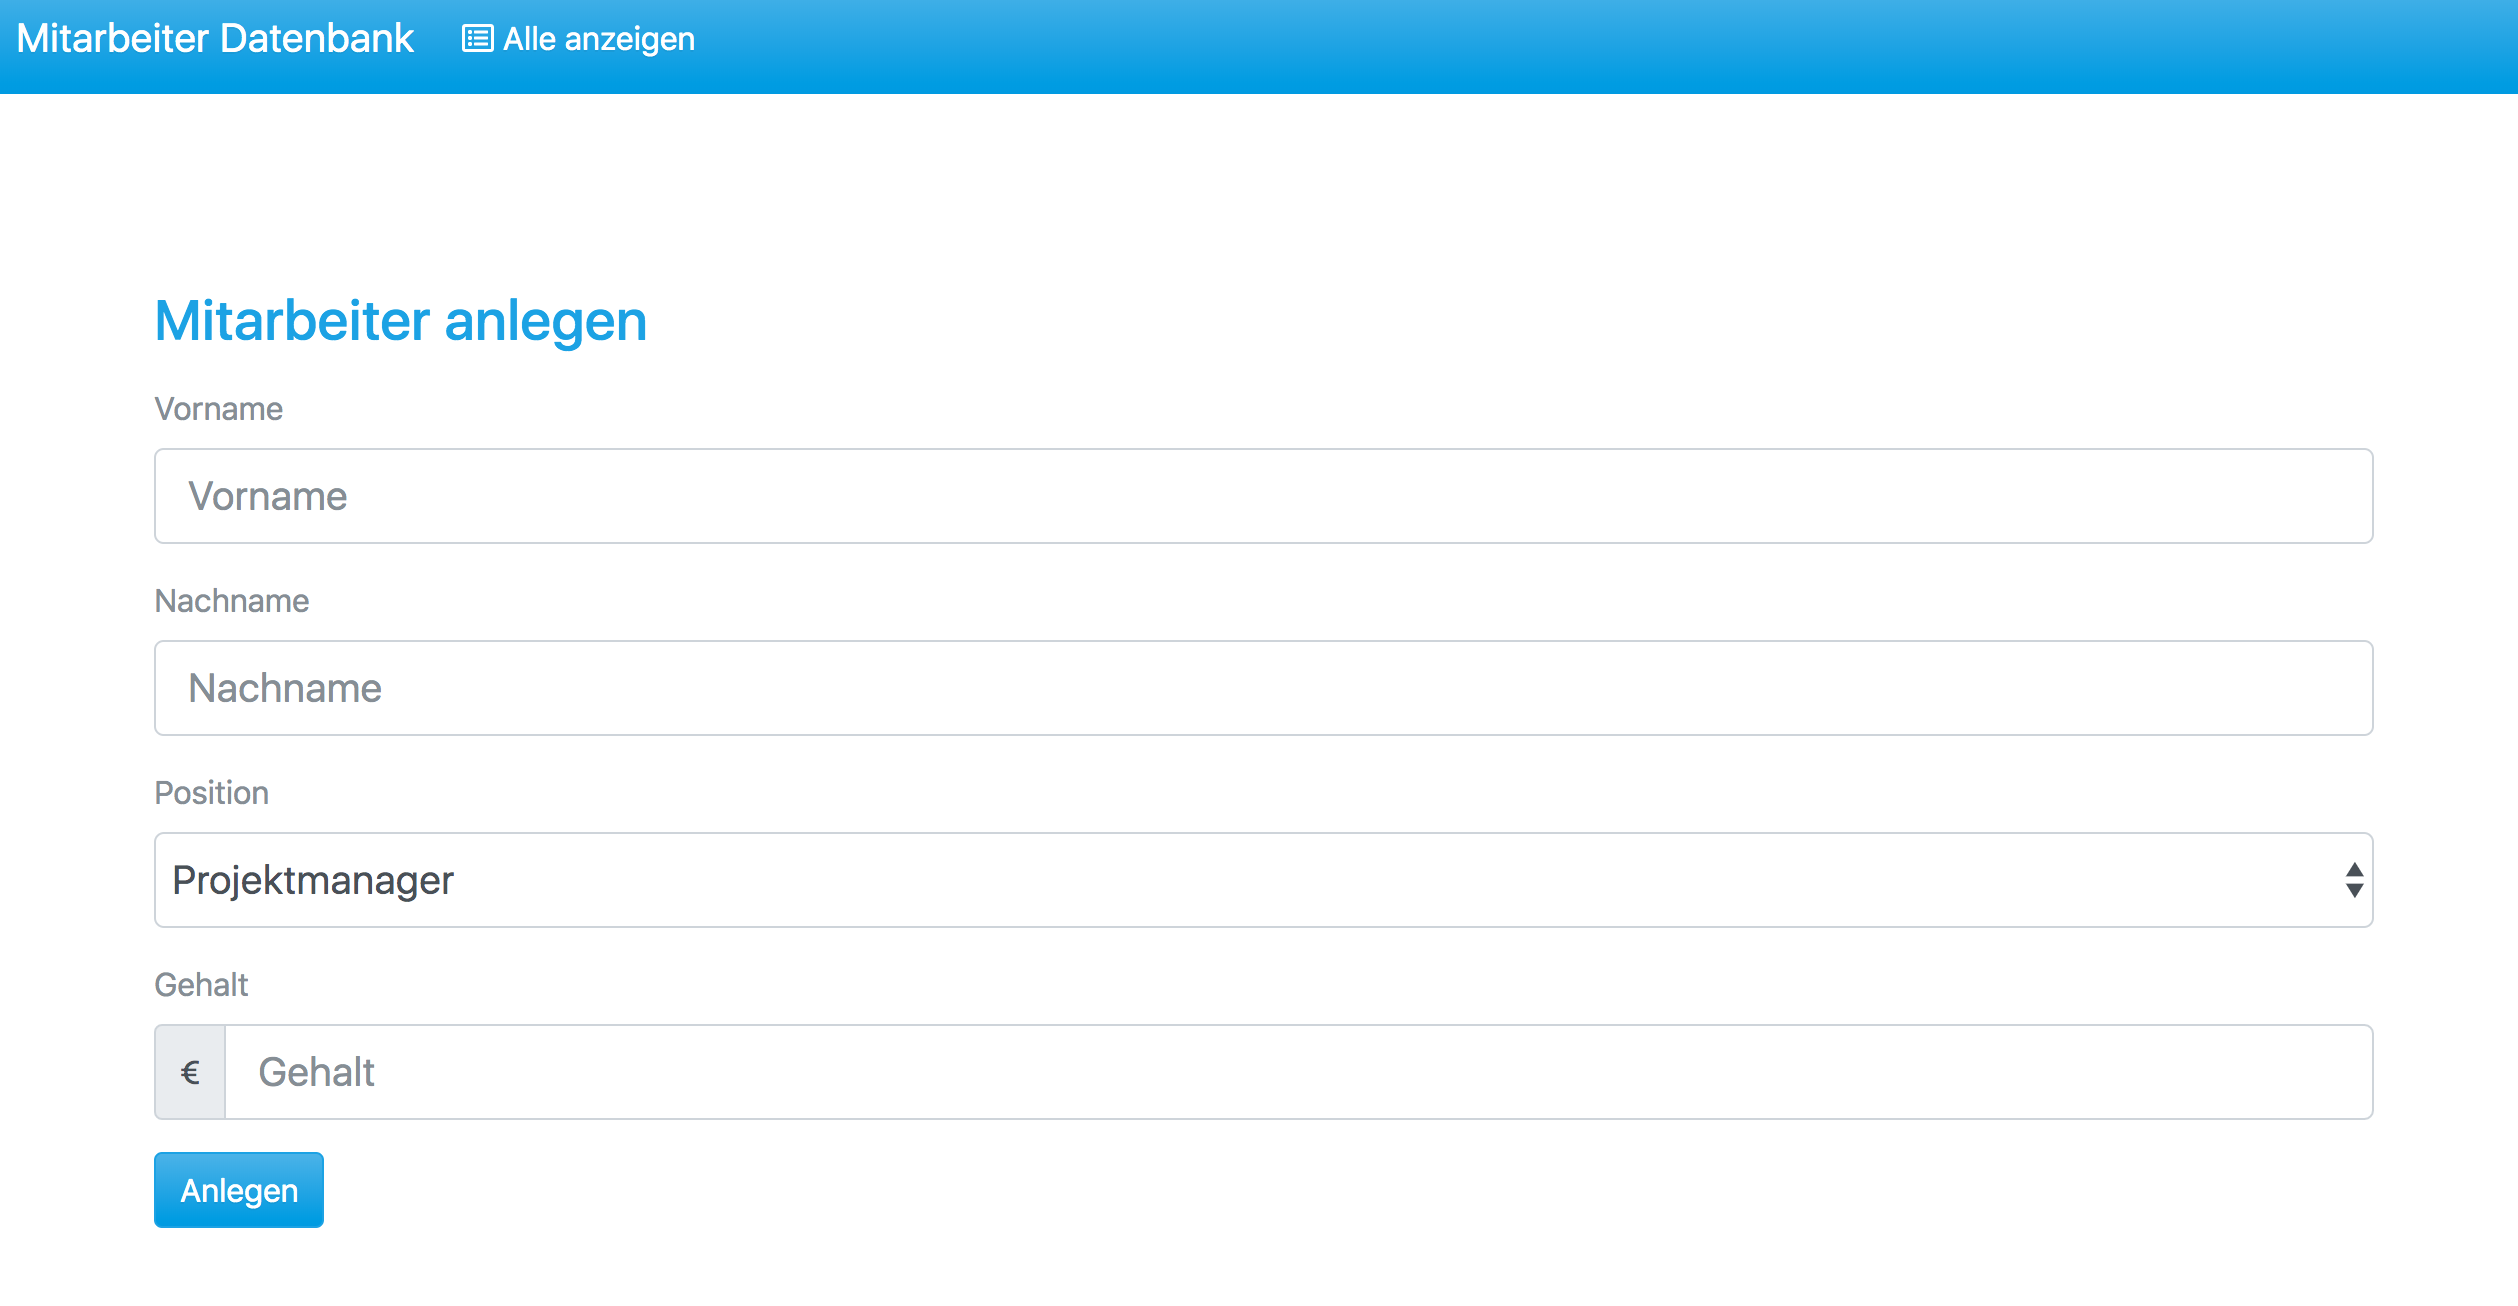 Mitarbeiter Datenbank Alle anzeigen
Mitarbeiter anlegen
Vorname
Vorname
Nachname
Nachname
Position
Projektmanager
Gehalt
€ Gehalt
Anlegen